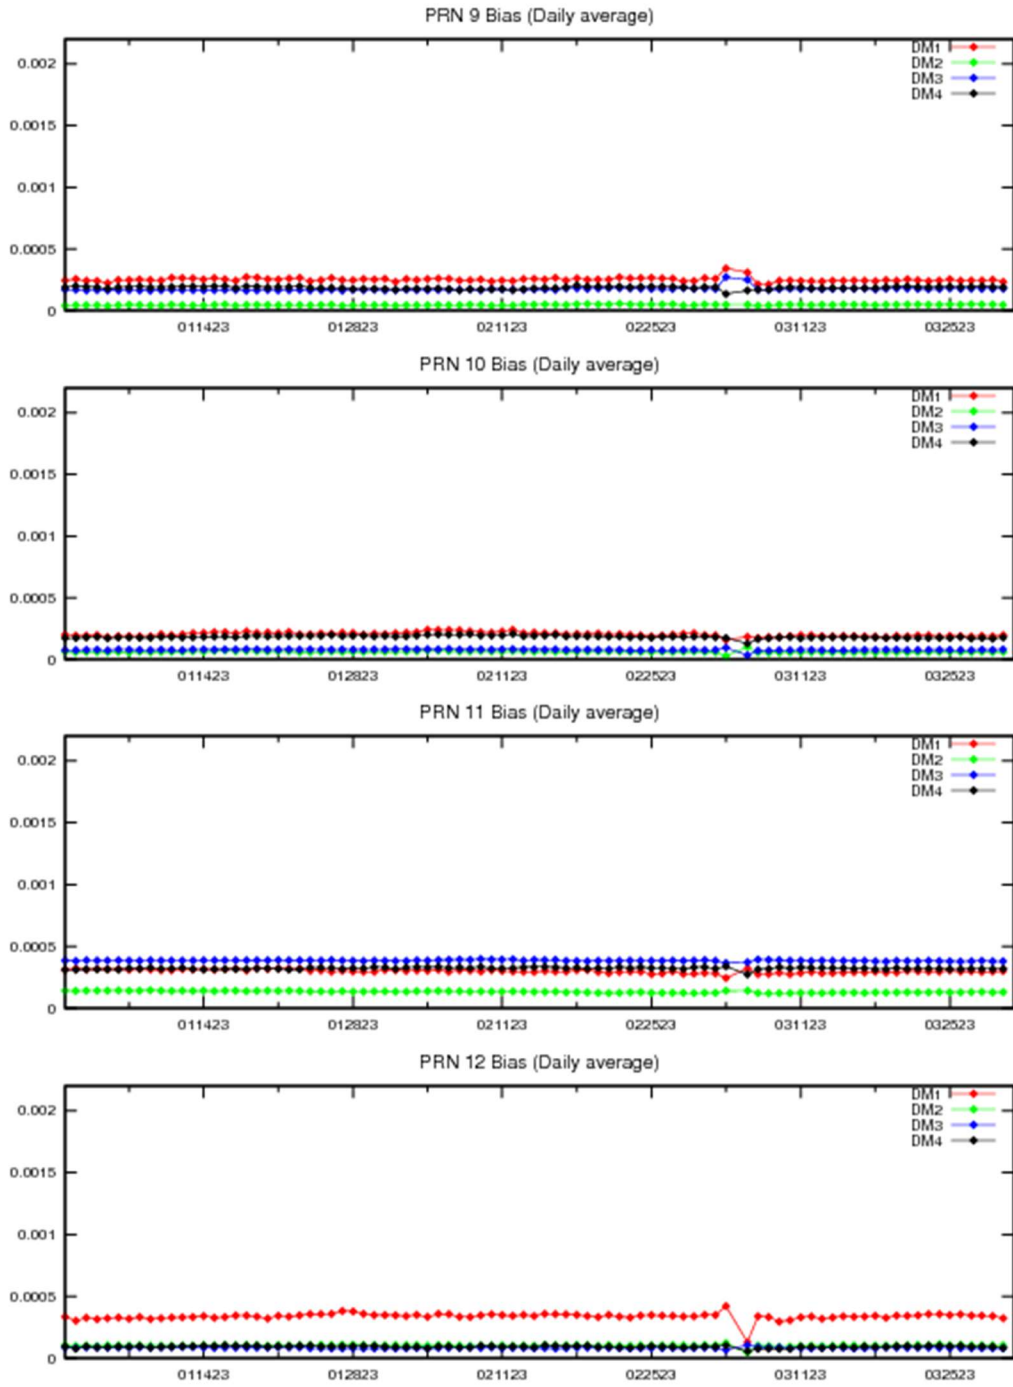 PRN 9 Bias (Daily average)
DM1
0.002
DM2
DM3
DM4
0.0015
0.001
0.0005
0
011423 012823 021123 022523 031123 032523
PRN 10 Bias (Daily average)
DM1
0.002
DM2
DM3
DM4
0.0015
0.001
0.0005
0
011423 012823 021123 022523 031123 032523
PRN 11 Bias (Daily average)
DM1
0.002
DM2
DM3
DM4
0.0015
0.001
0.0005
0
011423 012823 021123 022523 031123 032523
PRN 12 Bias (Daily average)
DM1
0.002
DM2
DM3
DM4
0.0015
0.001
0.0005
0
011423 012823 021123 022523 031123 032523